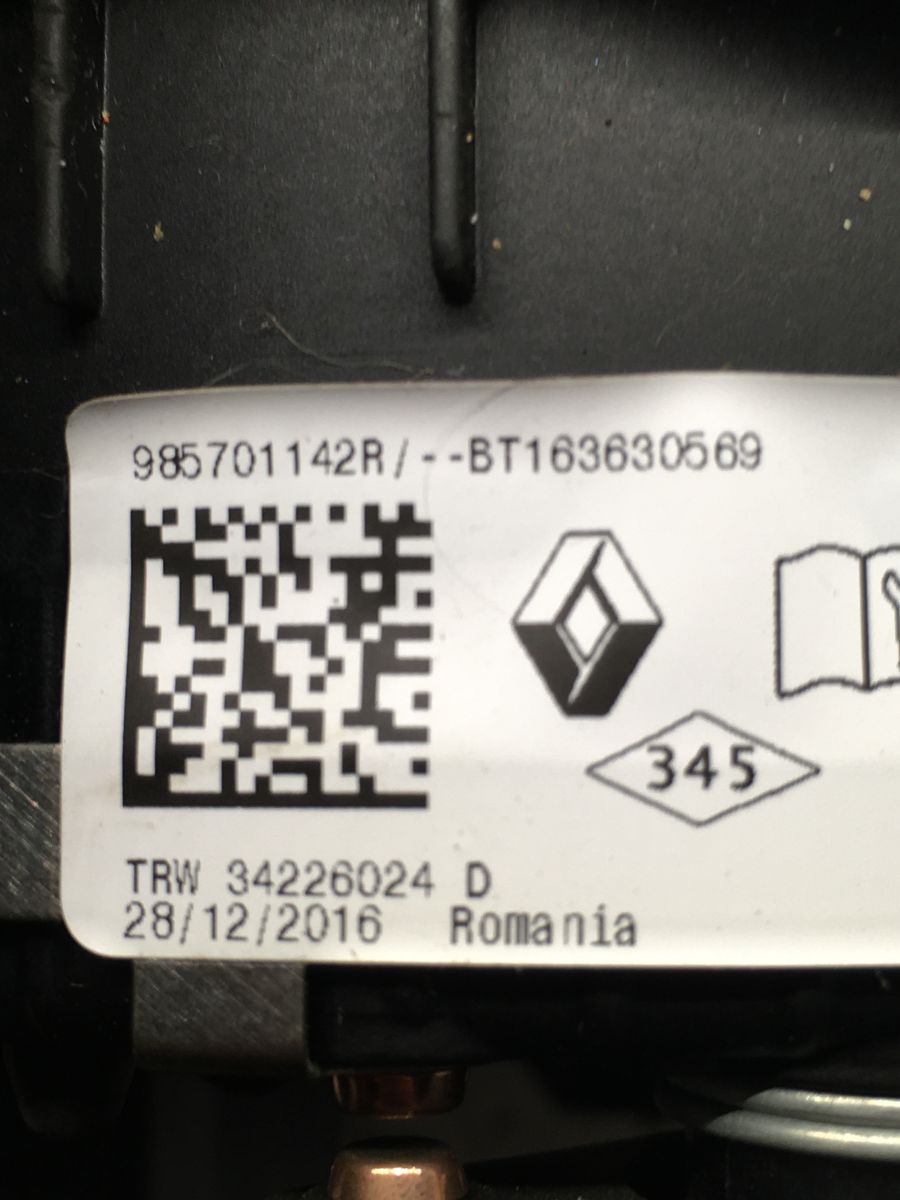 985701142R/--BT163630569
345
TRW 34226024 D
28/12/2016 Romania